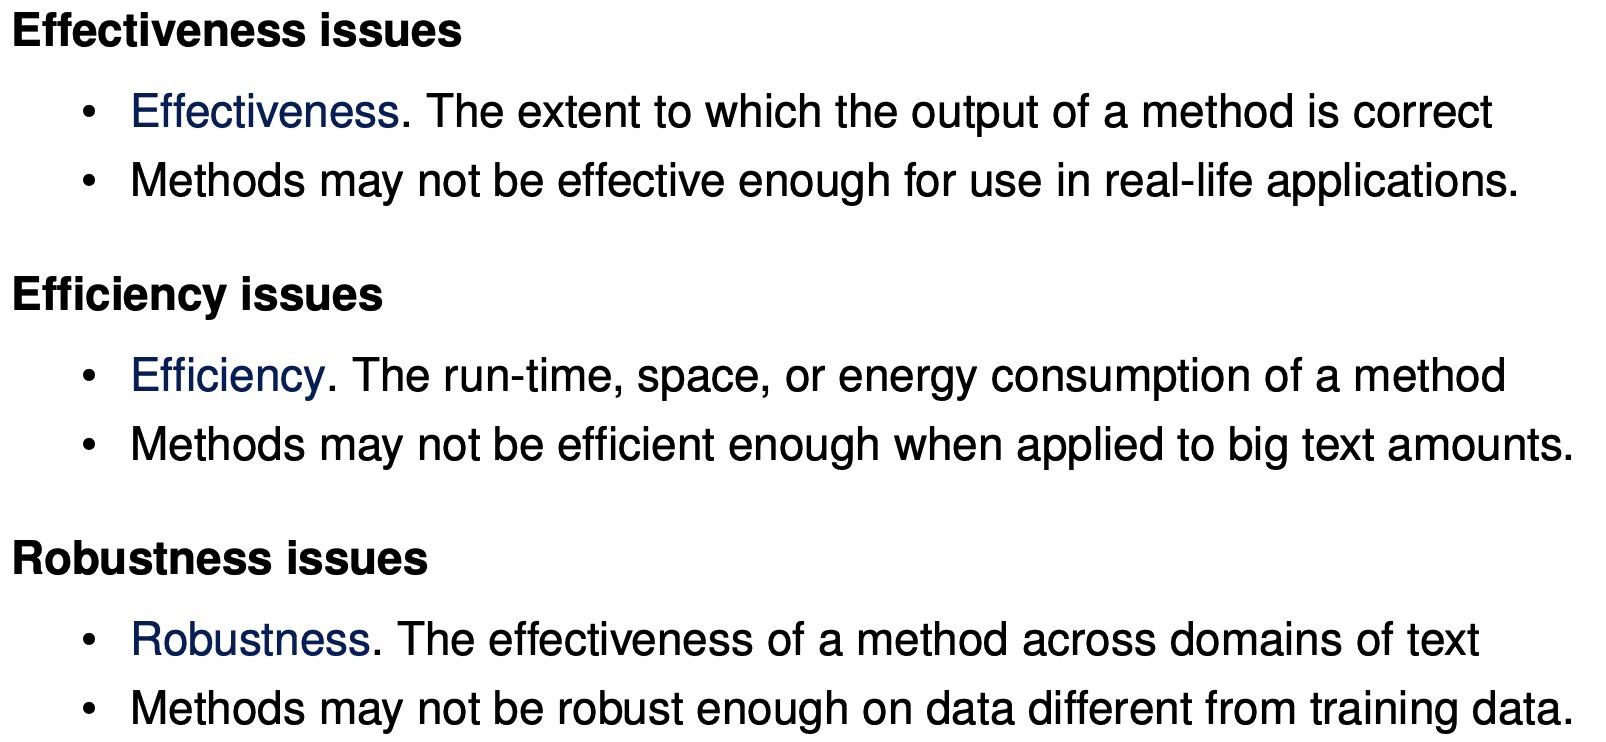 Effectiveness issues
• Effectiveness. The extent to which the output of a method is correct
• Methods may not be effective enough for use in real-life applications.
Efficiency issues
• Efficiency. The run-time, space, or energy consumption of a method
• Methods may not be efficient enough when applied to big text amounts.
Robustness issues
• Robustness. The effectiveness of a method across domains of text
• Methods may not be robust enough on data different from training data.